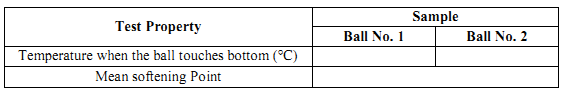 Test Property
Sample
Ball No. 1
Ball No. 2
Temperature when the ball touches bottom (°C)
Mean softening Point